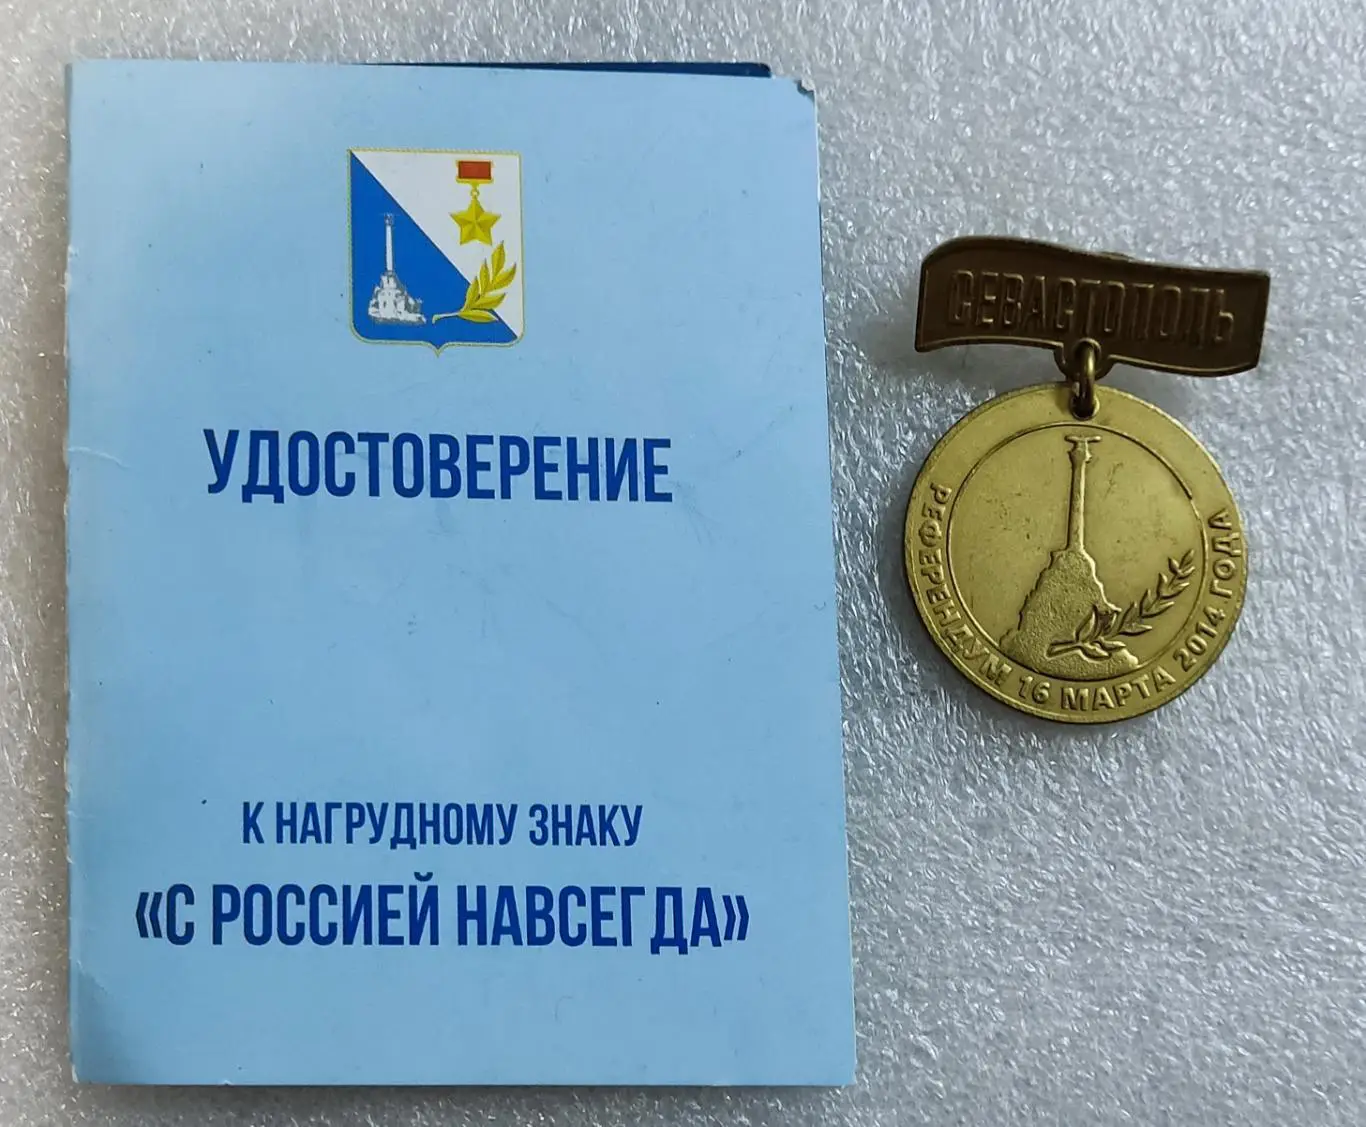 УДОСТОВЕРЕНИЕ
К НАГРУДНОМУ ЗНАКУ
«С РОССИЕЙ НАВСЕГДА»
СЕВАСТОПОЛЬ
РЕФЕРЕНДУМ 16 МАРТА 2014 ГОДА